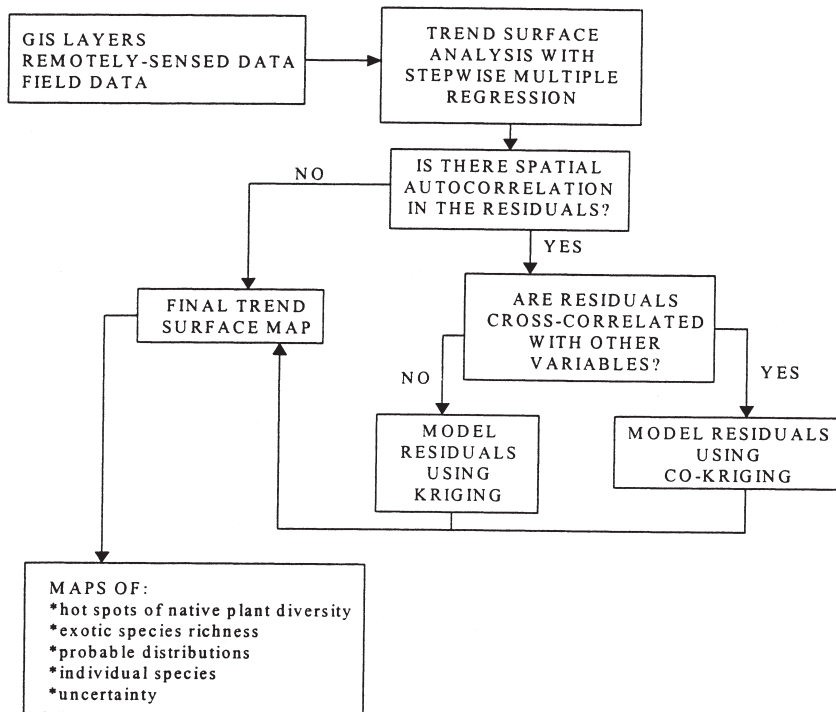 GIS LAYERS
REMOTELY-SENSED DATA
FIELD DATA
TREND SURFACE
ANALYSIS WITH
STEPWISE MULTIPLE
REGRESSION
IS THERE SPATIAL
AUTOCORRELATION
IN THE RESIDUALS?
NO
YES
FINAL TREND
SURFACE MAP
ARE RESIDUALS
CROSS-CORRELATED
WITH OTHER
VARIABLES?
NO
YES
MODEL
RESIDUALS
USING
KRIGING
MODEL RESIDUALS
USING
CO-KRIGING
MAPS OF:
*hot spots of native plant diversity
*exotic species richness
*probable distributions
*individual species
*uncertainty